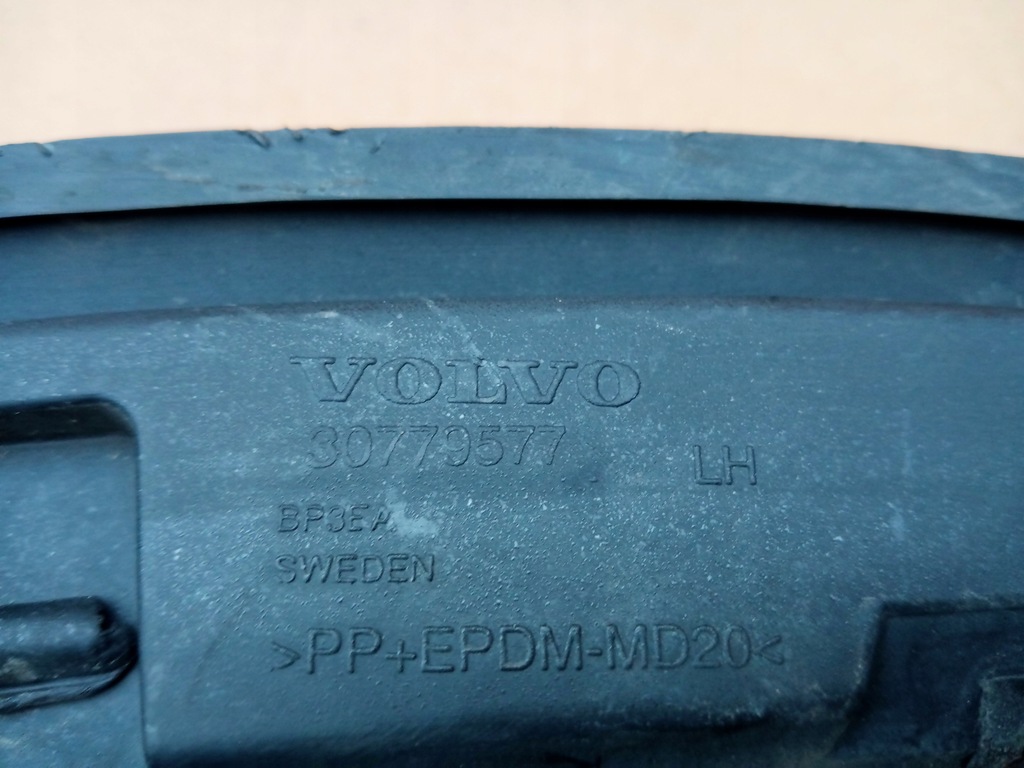 VOLVO
30779577 LH
BP3EA
SWEDEN
>PP+EPDM-MD20<